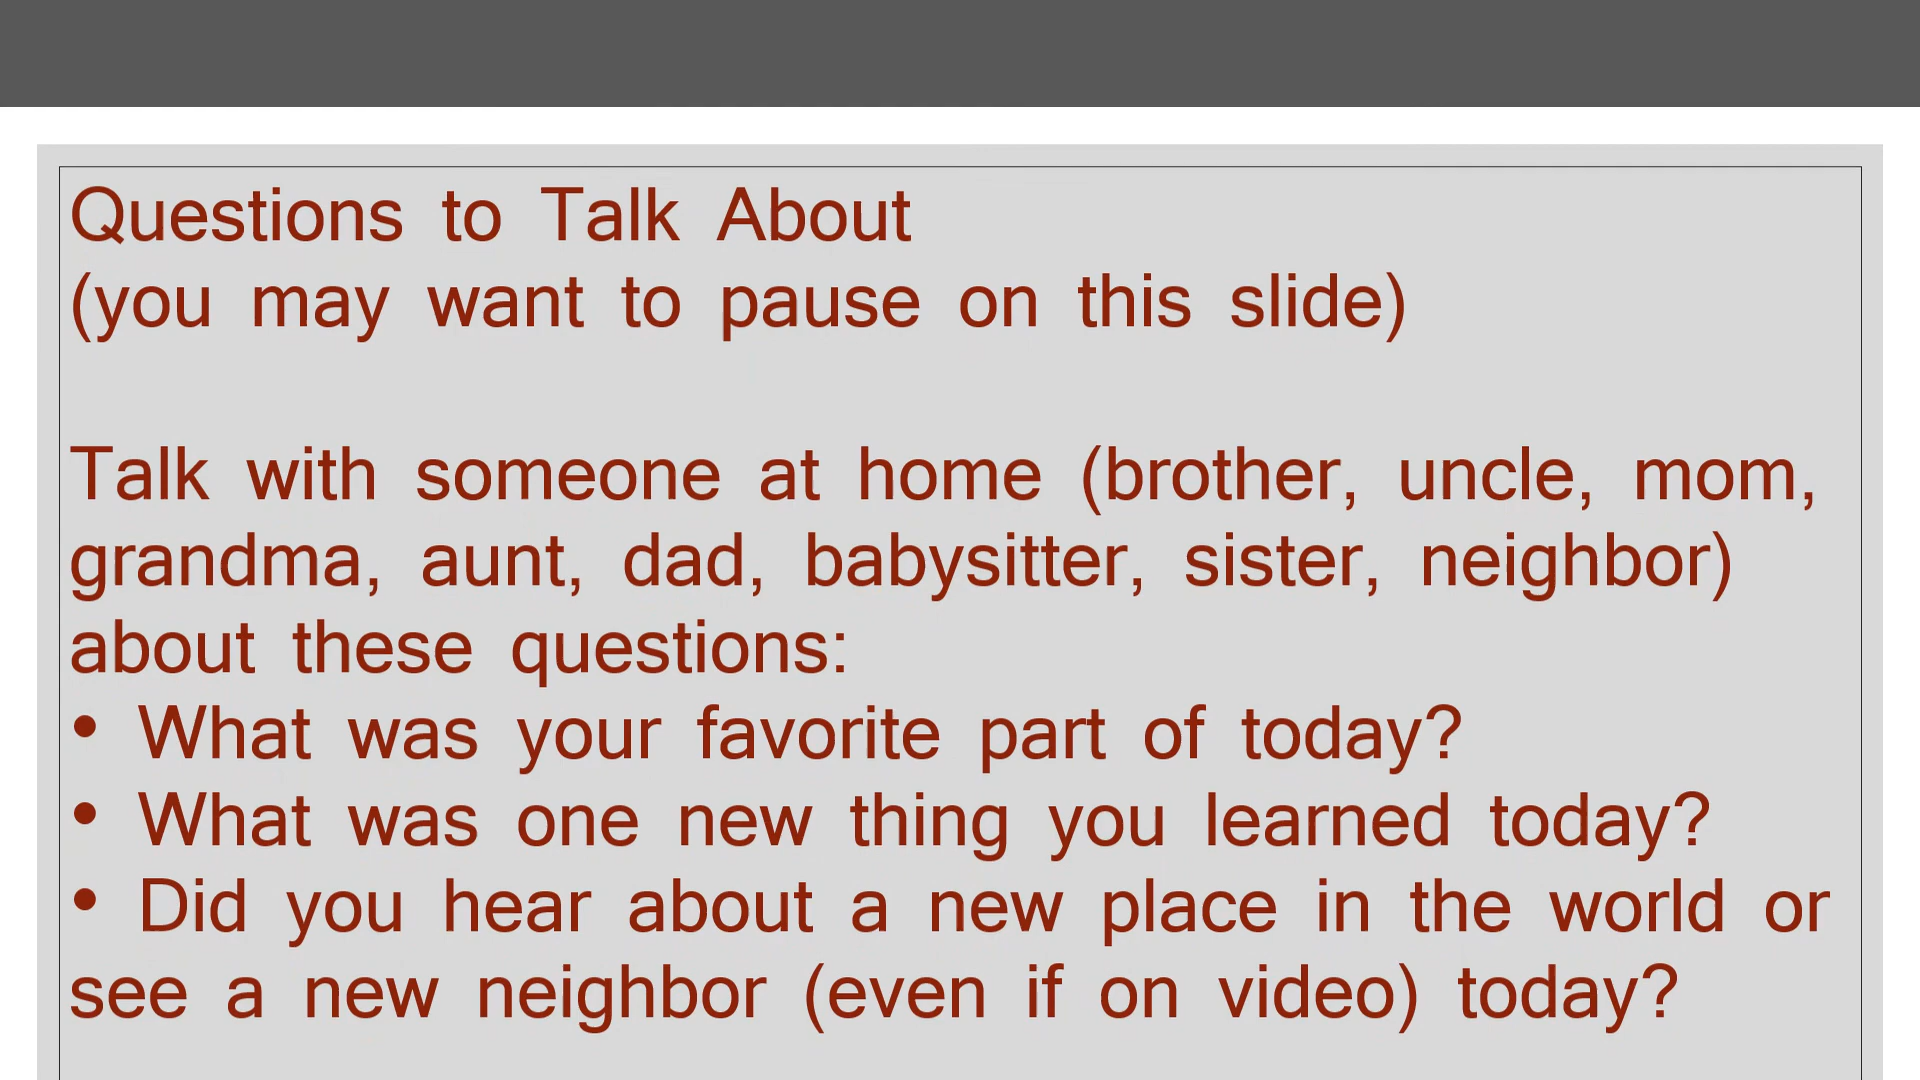 Questions to Talk About
(you may want to pause on this slide)
Talk with someone at home (brother, uncle, mom,
grandma, aunt, dad, babysitter, sister, neighbor)
about these questions:
• What was your favorite part of today?
• What was one new thing you learned today?
• Did you hear about a new place in the world or
see a new neighbor (even if on video) today?